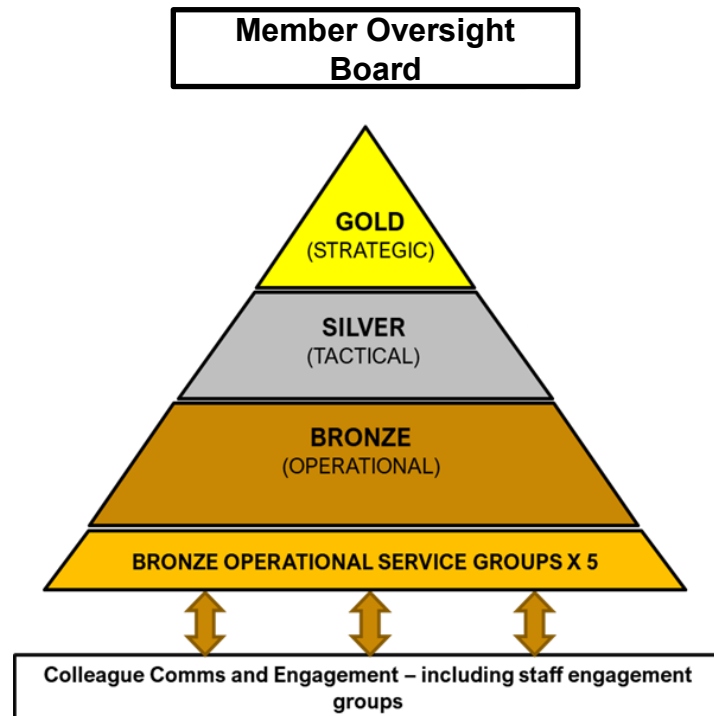 Member Oversight
Board
GOLD
(STRATEGIC)
SILVER
(TACTICAL)
BRONZE
(OPERATIONAL)
BRONZE OPERATIONAL SERVICE GROUPS X 5
Colleague Comms and Engagement – including staff engagement
groups